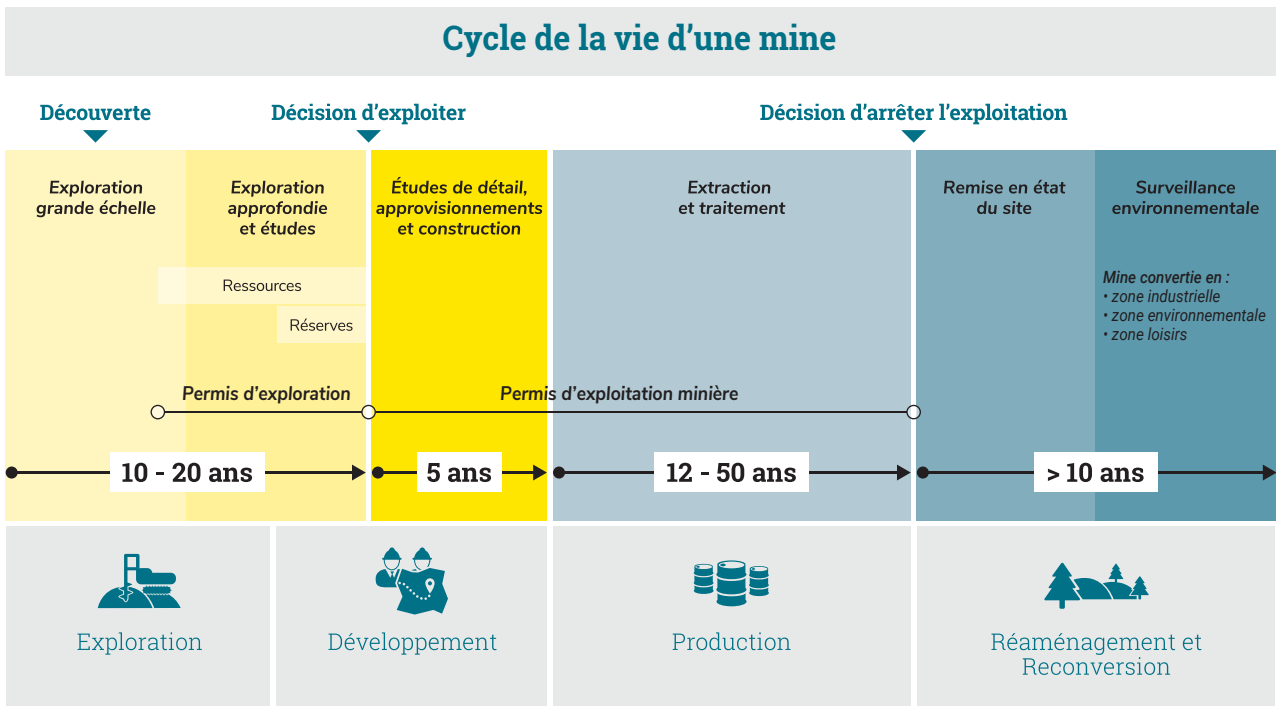 Cycle de la vie d’une mine
Découverte
Décision d’exploiter
Décision d’arrêter l’exploitation
Exploration
grande échelle
Exploration
approfondie
et études
Études de détail,
approvisionnements
et construction
Extraction
et traitement
Remise en état
du site
Surveillance
environnementale
Ressources
Réserves
Mine convertie en :
• zone industrielle
• zone environnementale
• zone loisirs
Permis d’exploration
Permis d’exploitation minière
10 - 20 ans
5 ans
12 - 50 ans
> 10 ans
Exploration
Développement
Production
Réaménagement et
Reconversion